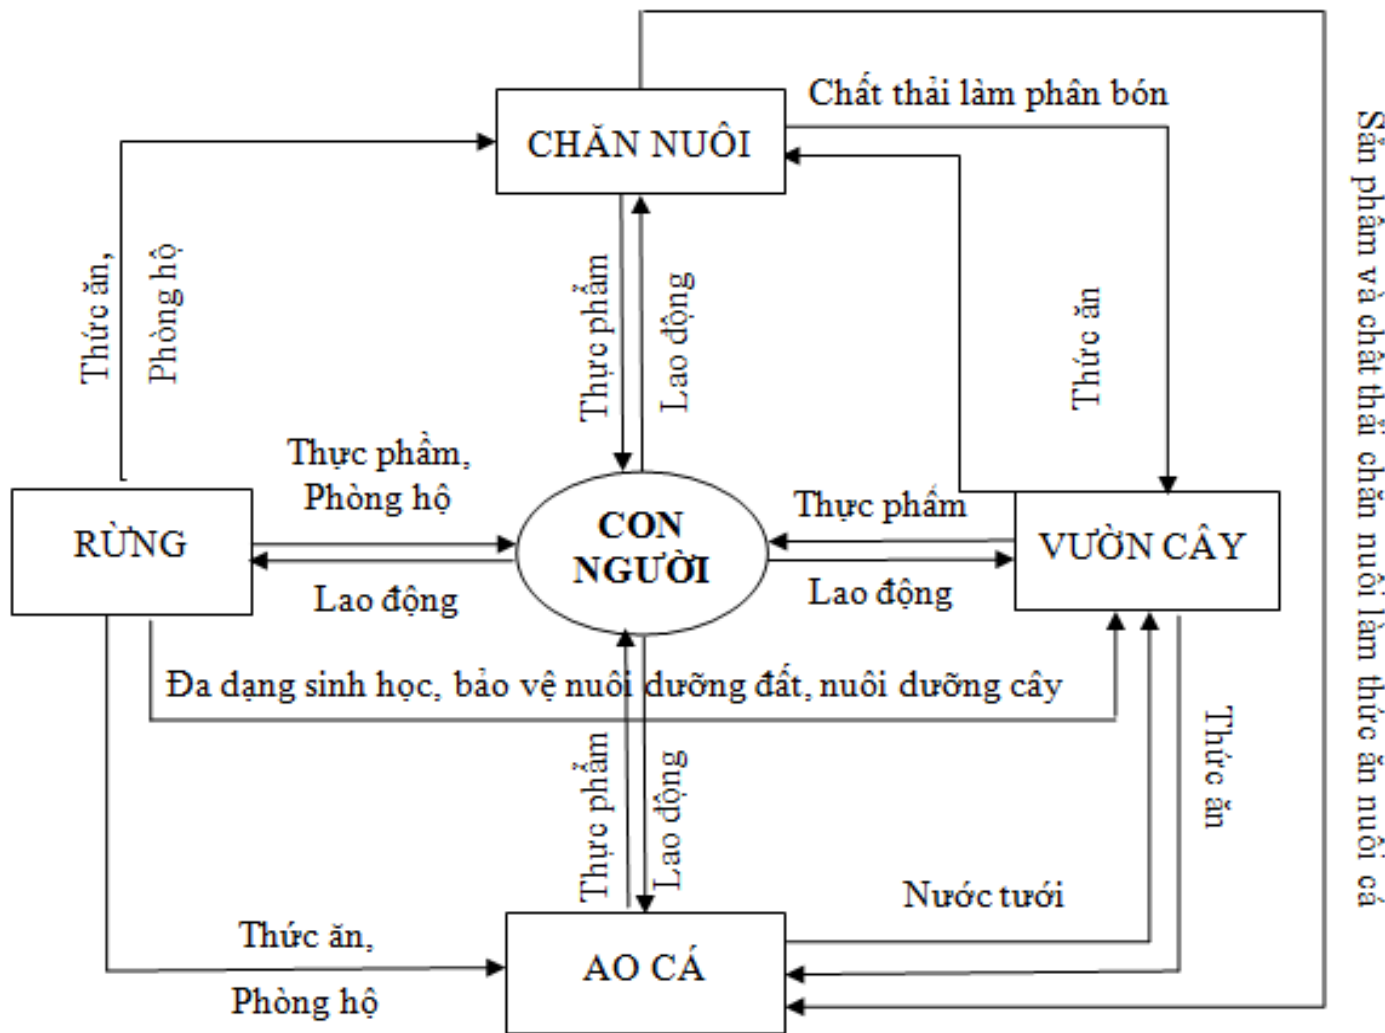 Chất thải làm phân bón
CHĂN NUÔI
Thức ăn,
Phòng hộ
Thực phẩm
Lao động
Thức ăn
Sản phẩm và chất thải chăn nuôi làm thức ăn nuôi cá
Thực phẩm,
Phòng hộ
RỪNG
Lao động
CON
NGƯỜI
Thực phẩm
Lao động
VƯỜN CÂY
Đa dạng sinh học, bảo vệ nuôi dưỡng đất, nuôi dưỡng cây
Thực phẩm
Lao động
Thức ăn
Nước tưới
Thức ăn,
Phòng hộ
AO CÁ